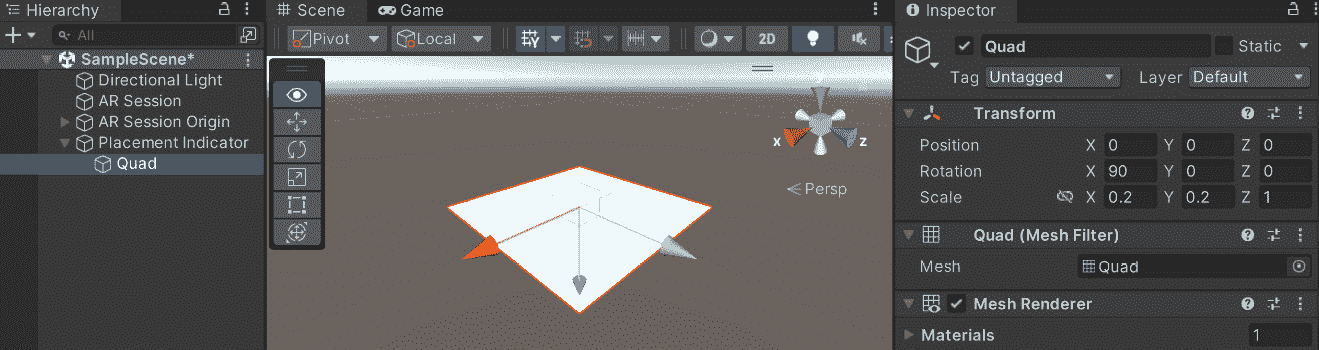 Hierarchy
All
SampleScene*
Directional Light
AR Session
AR Session Origin
Placement Indicator
Quad
Scene
Game
Pivot
Local
2D
x
z
Persp
Inspector
Quad
Static
Tag Untagged Layer Default
Transform
Position X 0 Y 0 Z 0
Rotation X 90 Y 0 Z 0
Scale X 0.2 Y 0.2 Z 1
Quad (Mesh Filter)
Mesh Quad
Mesh Renderer
Materials 1